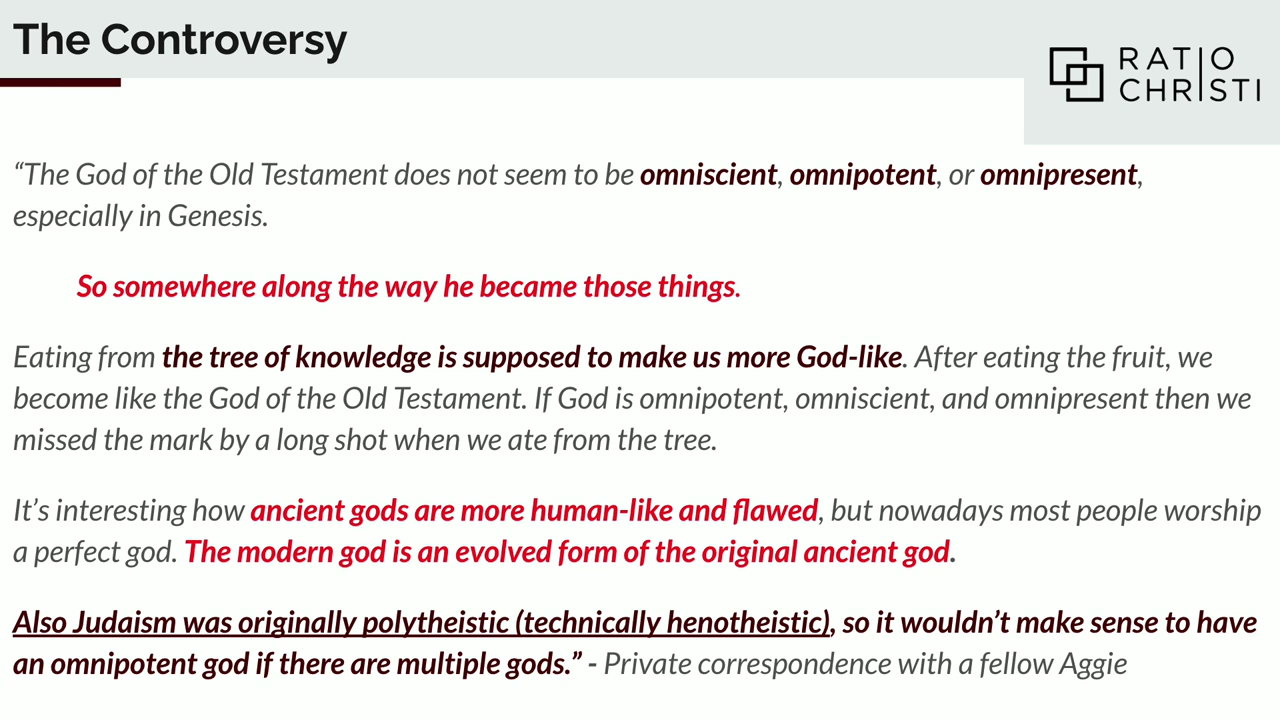 The Controversy
RATIO
CHRISTI
“The God of the Old Testament does not seem to be omniscient, omnipotent, or omnipresent,
especially in Genesis.
So somewhere along the way he became those things.
Eating from the tree of knowledge is supposed to make us more God-like. After eating the fruit, we
become like the God of the Old Testament. If God is omnipotent, omniscient, and omnipresent then we
missed the mark by a long shot when we ate from the tree.
It’s interesting how ancient gods are more human-like and flawed, but nowadays most people worship
a perfect god. The modern god is an evolved form of the original ancient god.
Also Judaism was originally polytheistic (technically henotheistic), so it wouldn’t make sense to have
an omnipotent god if there are multiple gods.” - Private correspondence with a fellow Aggie